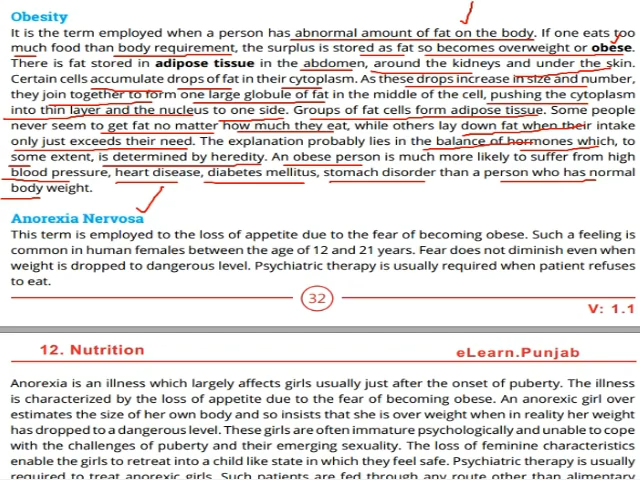 Obesity
It is the term employed when a person has abnormal amount of fat on the body. If one eats too
much food than body requirement, the surplus is stored as fat so becomes overweight or obese.
There is fat stored in adipose tissue in the abdomen, around the kidneys and under the skin.
Certain cells accumulate drops of fat in their cytoplasm. As these drops increase in size and number,
they join together to form one large globule of fat in the middle of the cell, pushing the cytoplasm
into thin layer and the nucleus to one side. Groups of fat cells form adipose tissue. Some people
never seem to get fat no matter how much they eat, while others lay down fat when their intake
only just exceeds their need. The explanation probably lies in the balance of hormones which, to
some extent, is determined by heredity. An obese person is much more likely to suffer from high
blood pressure, heart disease, diabetes mellitus, stomach disorder than a person who has normal
body weight.
Anorexia Nervosa
This term is employed to the loss of appetite due to the fear of becoming obese. Such a feeling is
common in human females between the age of 12 and 21 years. Fear does not diminish even when
weight is dropped to dangerous level. Psychiatric therapy is usually required when patient refuses
to eat.
32
V: 1.1
12. Nutrition
eLearn.Punjab
Anorexia is an illness which largely affects girls usually just after the onset of puberty. The illness
is characterized by the loss of appetite due to the fear of becoming obese. An anorexic girl over
estimates the size of her own body and so insists that she is over weight when in reality her weight
has dropped to a dangerous level. These girls are often immature psychologically and unable to cope
with the challenges of puberty and their emerging sexuality. The loss of feminine characteristics
enable the girls to retreat into a child like state in which they feel safe. Psychiatric therapy is usually
required to treat anorexic girls. Such patients are fed through any route other than alimentary